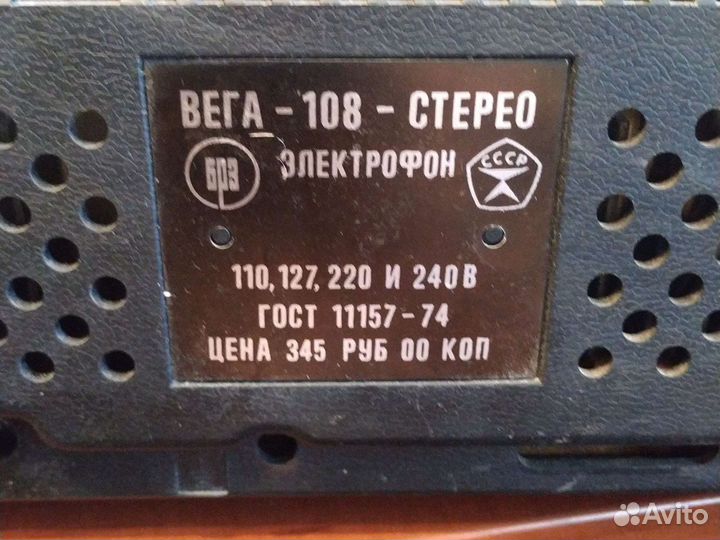 ВЕГА - 108 - СТЕРЕО
БРЗ ЭЛЕКТРОФОН СССР
110, 127, 220 И 240 В
ГОСТ 11157-74
ЦЕНА 345 РУБ 00 КОП
Avito